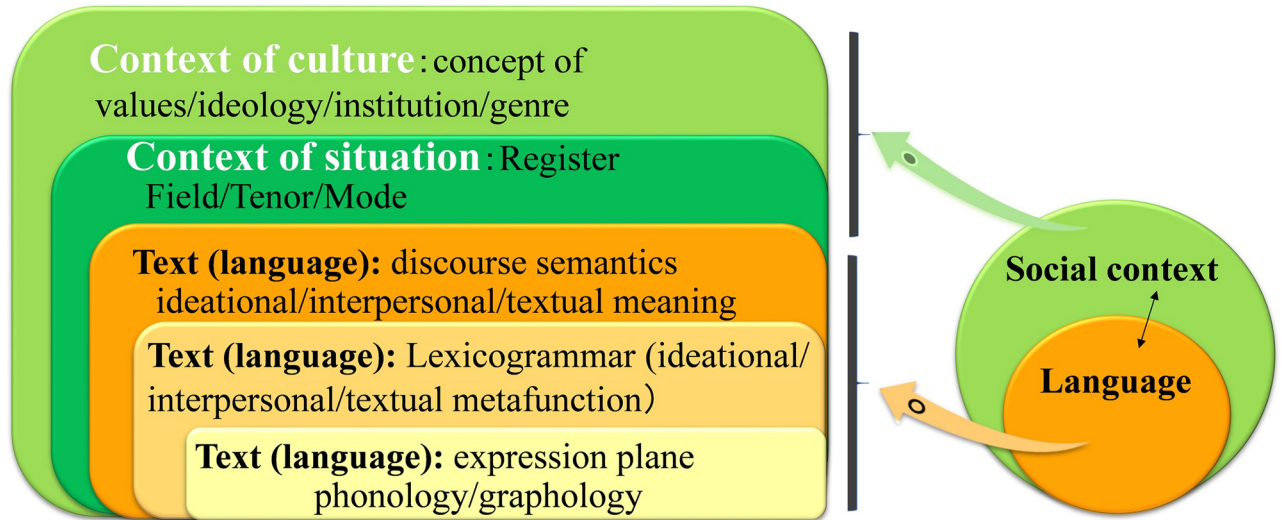 Context of culture：concept of
values/ideology/institution/genre
Context of situation：Register
Field/Tenor/Mode
Text (language): discourse semantics
ideational/interpersonal/textual meaning
Text (language): Lexicogrammar (ideational/
interpersonal/textual metafunction）
Text (language): expression plane
phonology/graphology
Social context
Language